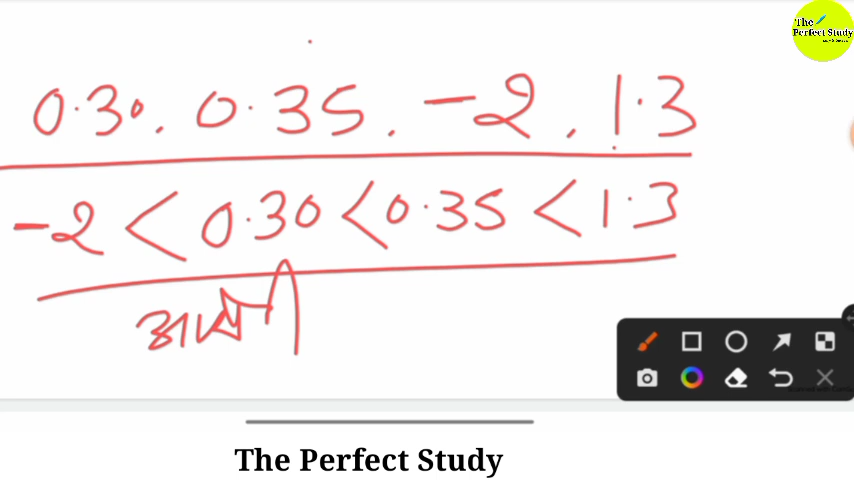 The
Perfect Study
0.30, 0.35, -2, 1.3
-2 < 0.30 < 0.35 < 1.3
The Perfect Study